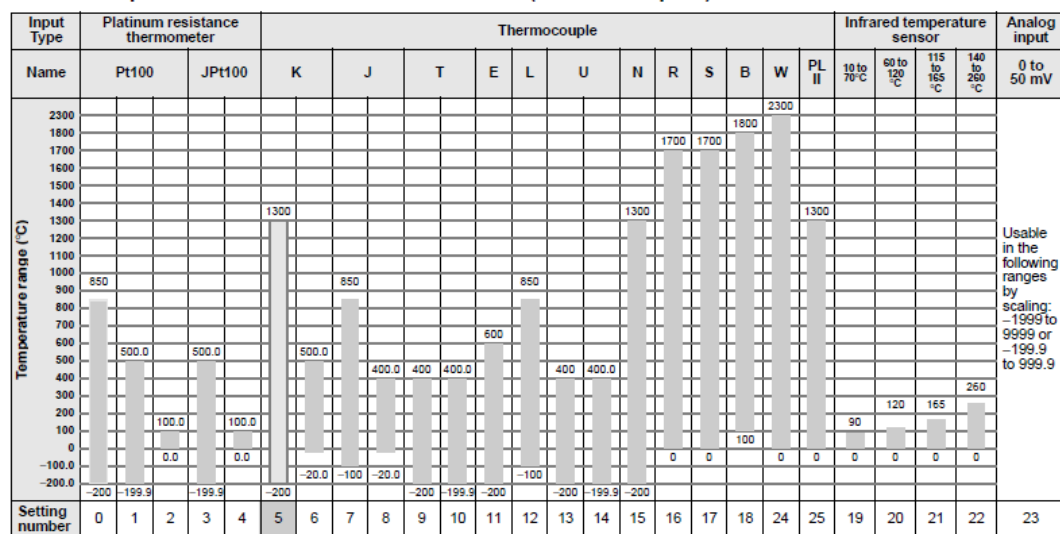 Input Type Platinum resistance thermometer Thermocouple Infrared temperature sensor Analog input
Name Pt100 JPt100 K J T E L U N R S B W PL II 10 to 70°C 60 to 120 °C 115 to 165 °C 140 to 260 °C 0 to 50 mV
Temperature range (°C)
2300
1800
1700
1600
1500
1400
1300
1200
1100
1000
900
800
700
600
500
400
300
200
100
0
−100.0
−200.0
850 500.0 100.0 500.0 100.0 1300 500.0 850 400.0 400 400.0 600 850 400 400.0 1300 1700 1700 1800 2300 1300 90 120 165 260
−200 −199.9 0.0 −199.9 0.0 −200 −20.0 −100 −20.0 −200 −199.9 −200 −100 −200 −199.9 −200 0 0 100 0 0 0 0 0 0
Usable
in the
following
ranges
by
scaling:
−1999 to
9999 or
−199.9
to 999.9
Setting number 0 1 2 3 4 5 6 7 8 9 10 11 12 13 14 15 16 17 18 24 25 19 20 21 22 23